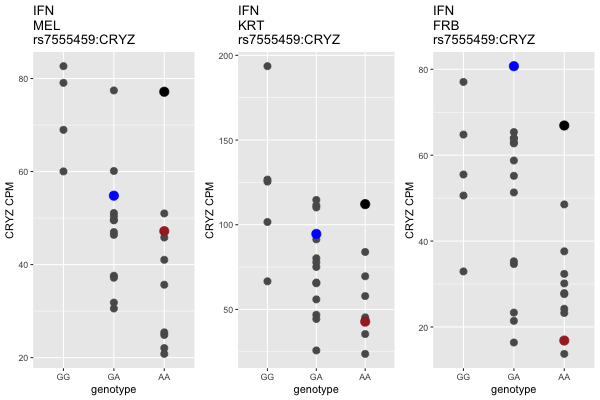 IFN
MEL
rs7555459:CRYZ
80
60
40
20
CRYZ CPM
GG
GA
AA
genotype
IFN
KRT
rs7555459:CRYZ
200
150
100
50
CRYZ CPM
GG
GA
AA
genotype
IFN
FRB
rs7555459:CRYZ
80
60
40
20
CRYZ CPM
GG
GA
AA
genotype